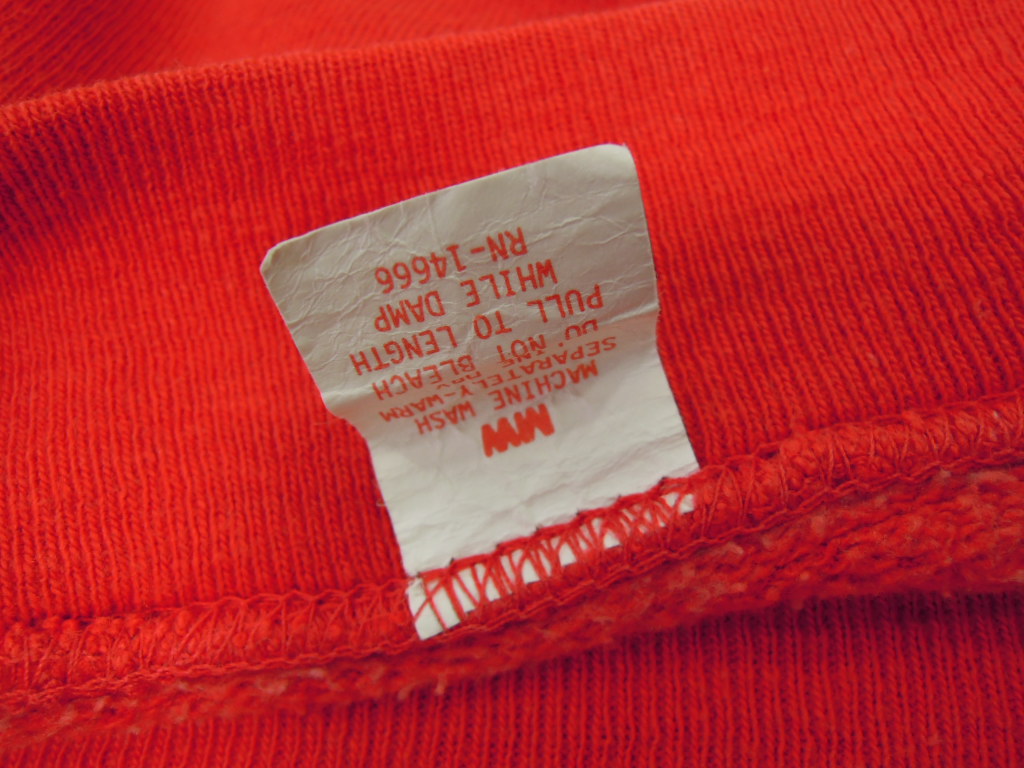 MW
MACHINE WASH
SEPARATELY-WARM
DO NOT BLEACH
PULL TO LENGTH
WHILE DAMP
RN-14666